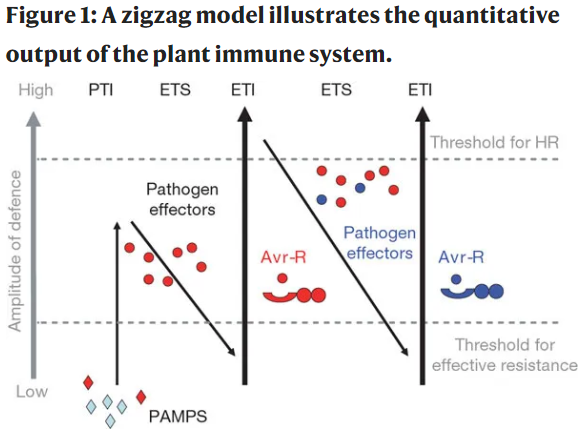 Figure 1: A zigzag model illustrates the quantitative
output of the plant immune system.
High PTI ETS ETI ETS ETI
Threshold for HR
Pathogen
effectors
Pathogen
effectors
Avr-R
Avr-R
Amplitude of defence
Threshold for
effective resistance
Low
PAMPS